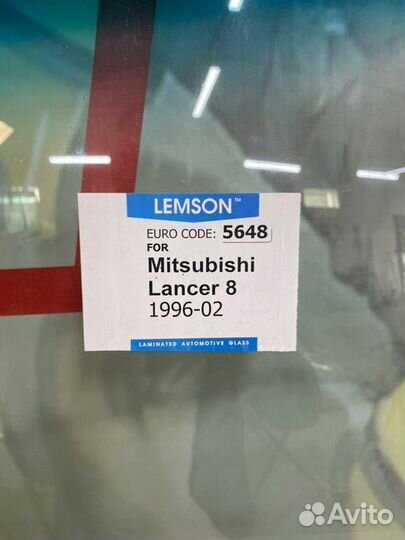 LEMSON™
EURO CODE: 5648
FOR
Mitsubishi
Lancer 8
1996-02
LAMINATED AUTOMOTIVE GLASS
Avito